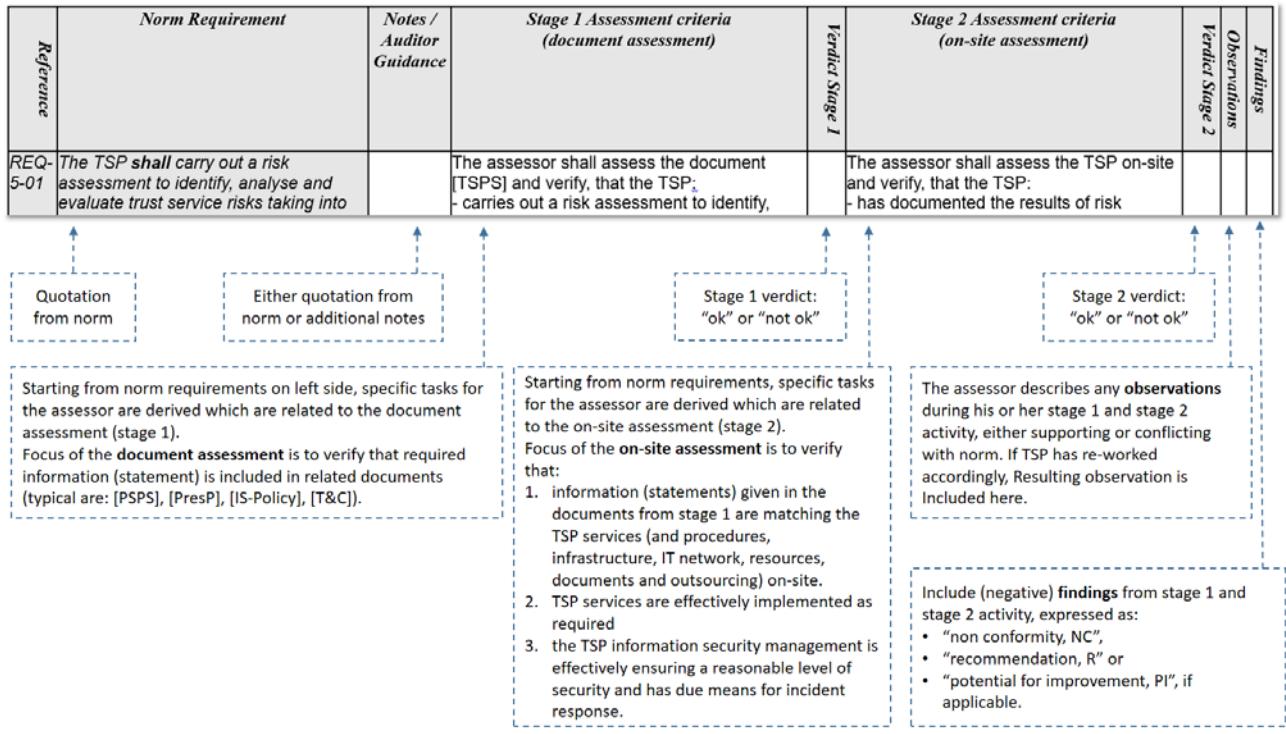 Reference
Norm Requirement
Notes /
Auditor
Guidance
Stage 1 Assessment criteria
(document assessment)
Verdict Stage 1
Stage 2 Assessment criteria
(on-site assessment)
Verdict Stage 2
Observations
Findings
REQ-
5-01
The TSP shall carry out a risk
assessment to identify, analyse and
evaluate trust service risks taking into
The assessor shall assess the document
[TSPS] and verify, that the TSP:
- carries out a risk assessment to identify,
The assessor shall assess the TSP on-site
and verify, that the TSP:
- has documented the results of risk
Quotation
from norm
Either quotation from
norm or additional notes
Stage 1 verdict:
“ok” or “not ok”
Stage 2 verdict:
“ok” or “not ok”
Starting from norm requirements on left side, specific tasks for
the assessor are derived which are related to the document
assessment (stage 1).
Focus of the document assessment is to verify that required
information (statement) is included in related documents
(typical are: [PSPS], [PresP], [IS-Policy], [T&C]).
Starting from norm requirements, specific tasks
for the assessor are derived which are related
to the on-site assessment (stage 2).
Focus of the on-site assessment is to verify
that:
1. information (statements) given in the
documents from stage 1 are matching the
TSP services (and procedures,
infrastructure, IT network, resources,
documents and outsourcing) on-site.
2. TSP services are effectively implemented as
required
3. the TSP information security management is
effectively ensuring a reasonable level of
security and has due means for incident
response.
The assessor describes any observations
during his or her stage 1 and stage 2
activity, either supporting or conflicting
with norm. If TSP has re-worked
accordingly, Resulting observation is
Included here.
Include (negative) findings from stage 1 and
stage 2 activity, expressed as:
• “non conformity, NC”,
• “recommendation, R” or
• “potential for improvement, PI”, if
applicable.